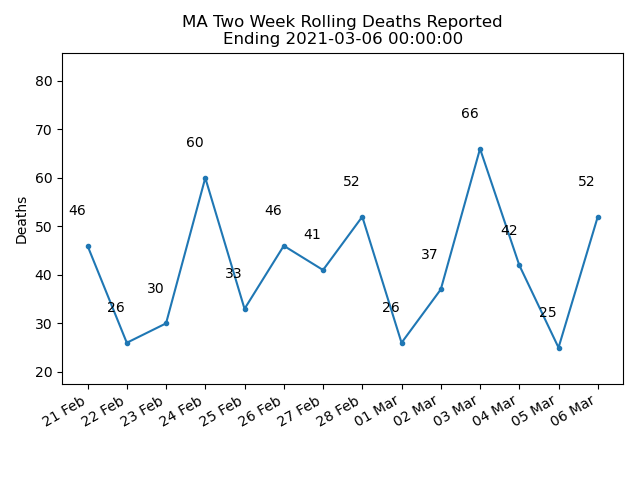 MA Two Week Rolling Deaths Reported
Ending 2021-03-06 00:00:00
Deaths
80
70
60
50
40
30
20
46
26
30
60
33
46
41
52
26
37
66
42
25
52
21 Feb
22 Feb
23 Feb
24 Feb
25 Feb
26 Feb
27 Feb
28 Feb
01 Mar
02 Mar
03 Mar
04 Mar
05 Mar
06 Mar